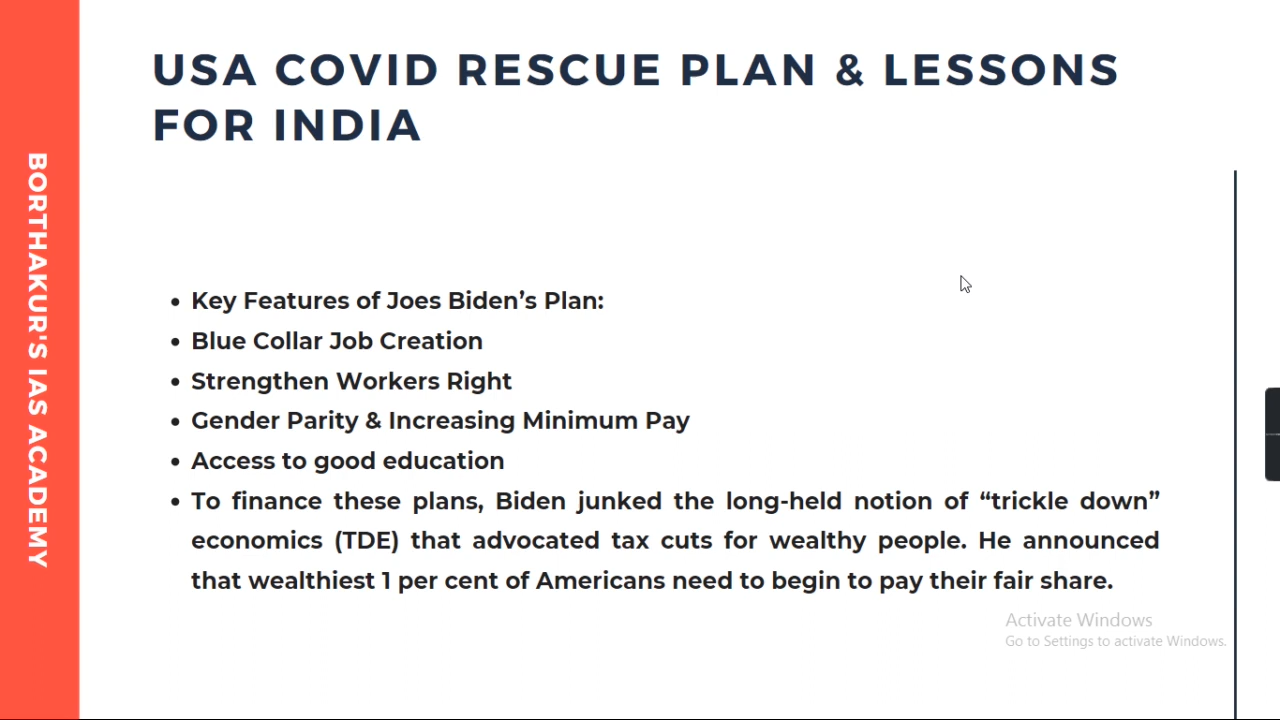 USA COVID RESCUE PLAN & LESSONS
FOR INDIA
BORTHAKUR'S IAS ACADEMY
• Key Features of Joes Biden’s Plan:
• Blue Collar Job Creation
• Strengthen Workers Right
• Gender Parity & Increasing Minimum Pay
• Access to good education
• To finance these plans, Biden junked the long-held notion of “trickle down”
economics (TDE) that advocated tax cuts for wealthy people. He announced
that wealthiest 1 per cent of Americans need to begin to pay their fair share.
Activate Windows
Go to Settings to activate Windows.